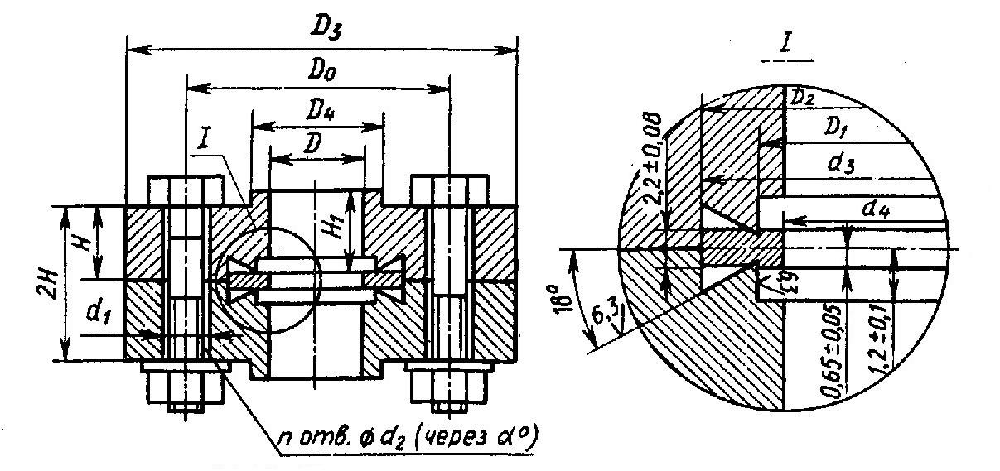 D₃
D₀
D₄
D
I
H
2H
H₁
d₁
n отв. ϕ d₂ (через α°)
I
D₂
D₁
d₃
d₄
2,2±0,08
18°
6,3
6,3
0,65±0,05
1,2±0,1